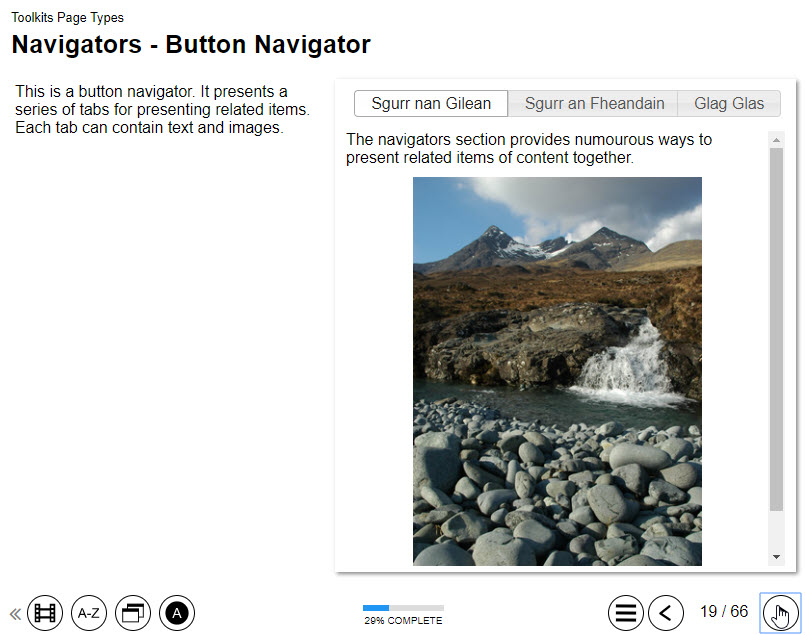 Toolkits Page Types
Navigators - Button Navigator
This is a button navigator. It presents a
series of tabs for presenting related items.
Each tab can contain text and images.
Sgurr nan Gilean
Sgurr an Fheandain
Glag Glas
The navigators section provides numourous ways to
present related items of content together.
A-Z
A
29% COMPLETE
19 / 66